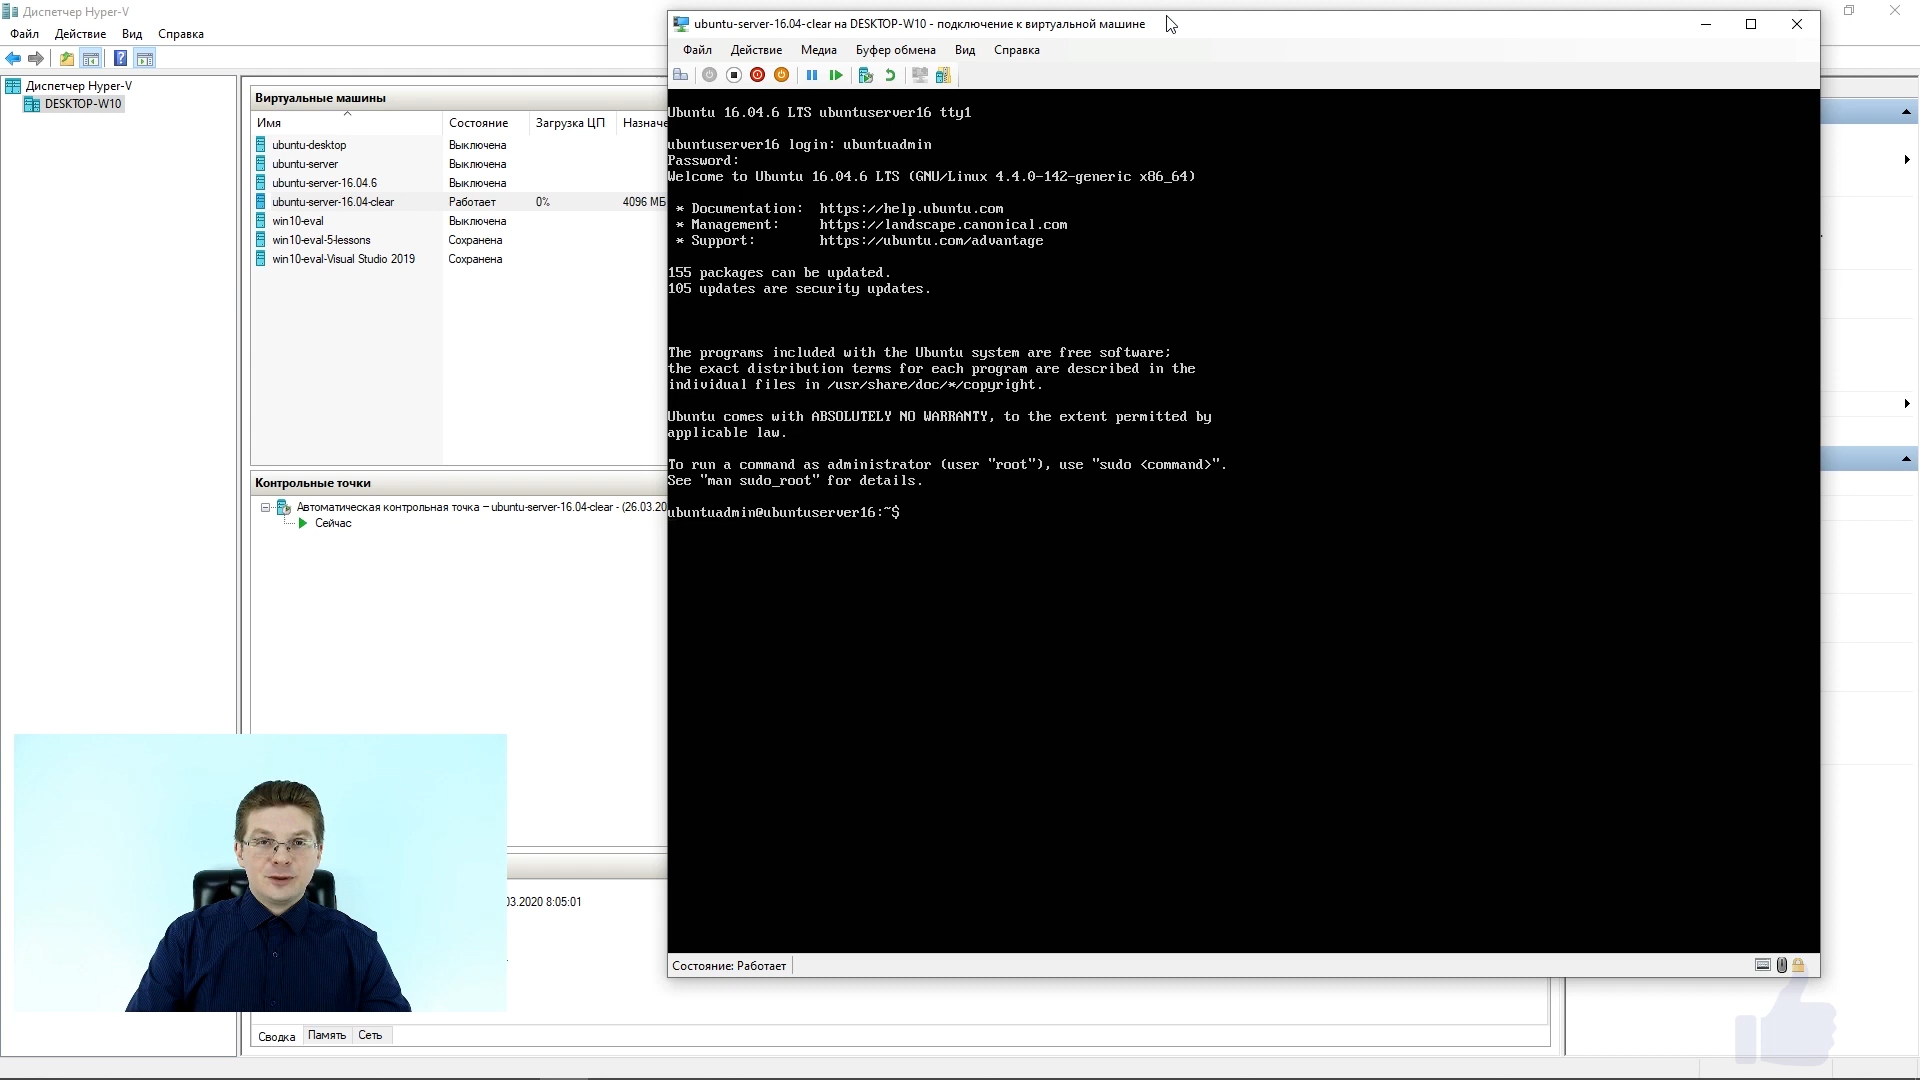 Диспетчер Hyper-V
Файл Действие Вид Справка
Диспетчер Hyper-V
DESKTOP-W10
Виртуальные машины
Имя Состояние Загрузка ЦП Назначе
ubuntu-desktop Выключена
ubuntu-server Выключена
ubuntu-server-16.04.6 Выключена
ubuntu-server-16.04-clear Работает 0% 4096 МБ
win10-eval Выключена
win10-eval-5-lessons Сохранена
win10-eval-Visual Studio 2019 Сохранена
Контрольные точки
Автоматическая контрольная точка – ubuntu-server-16.04-clear - (26.03.20
Сейчас
03.2020 8:05:01
Сводка Память Сеть
ubuntu-server-16.04-clear на DESKTOP-W10 - подключение к виртуальной машине
Файл Действие Медиа Буфер обмена Вид Справка
Ubuntu 16.04.6 LTS ubuntuserver16 tty1
ubuntuserver16 login: ubuntuadmin
Password:
Welcome to Ubuntu 16.04.6 LTS (GNU/Linux 4.4.0-142-generic x86_64)
* Documentation: https://help.ubuntu.com
* Management: https://landscape.canonical.com
* Support: https://ubuntu.com/advantage
155 packages can be updated.
105 updates are security updates.
The programs included with the Ubuntu system are free software;
the exact distribution terms for each program are described in the
individual files in /usr/share/doc/*/copyright.
Ubuntu comes with ABSOLUTELY NO WARRANTY, to the extent permitted by
applicable law.
To run a command as administrator (user "root"), use "sudo <command>".
See "man sudo_root" for details.
ubuntuadmin@ubuntuserver16:~$
Состояние: Работает